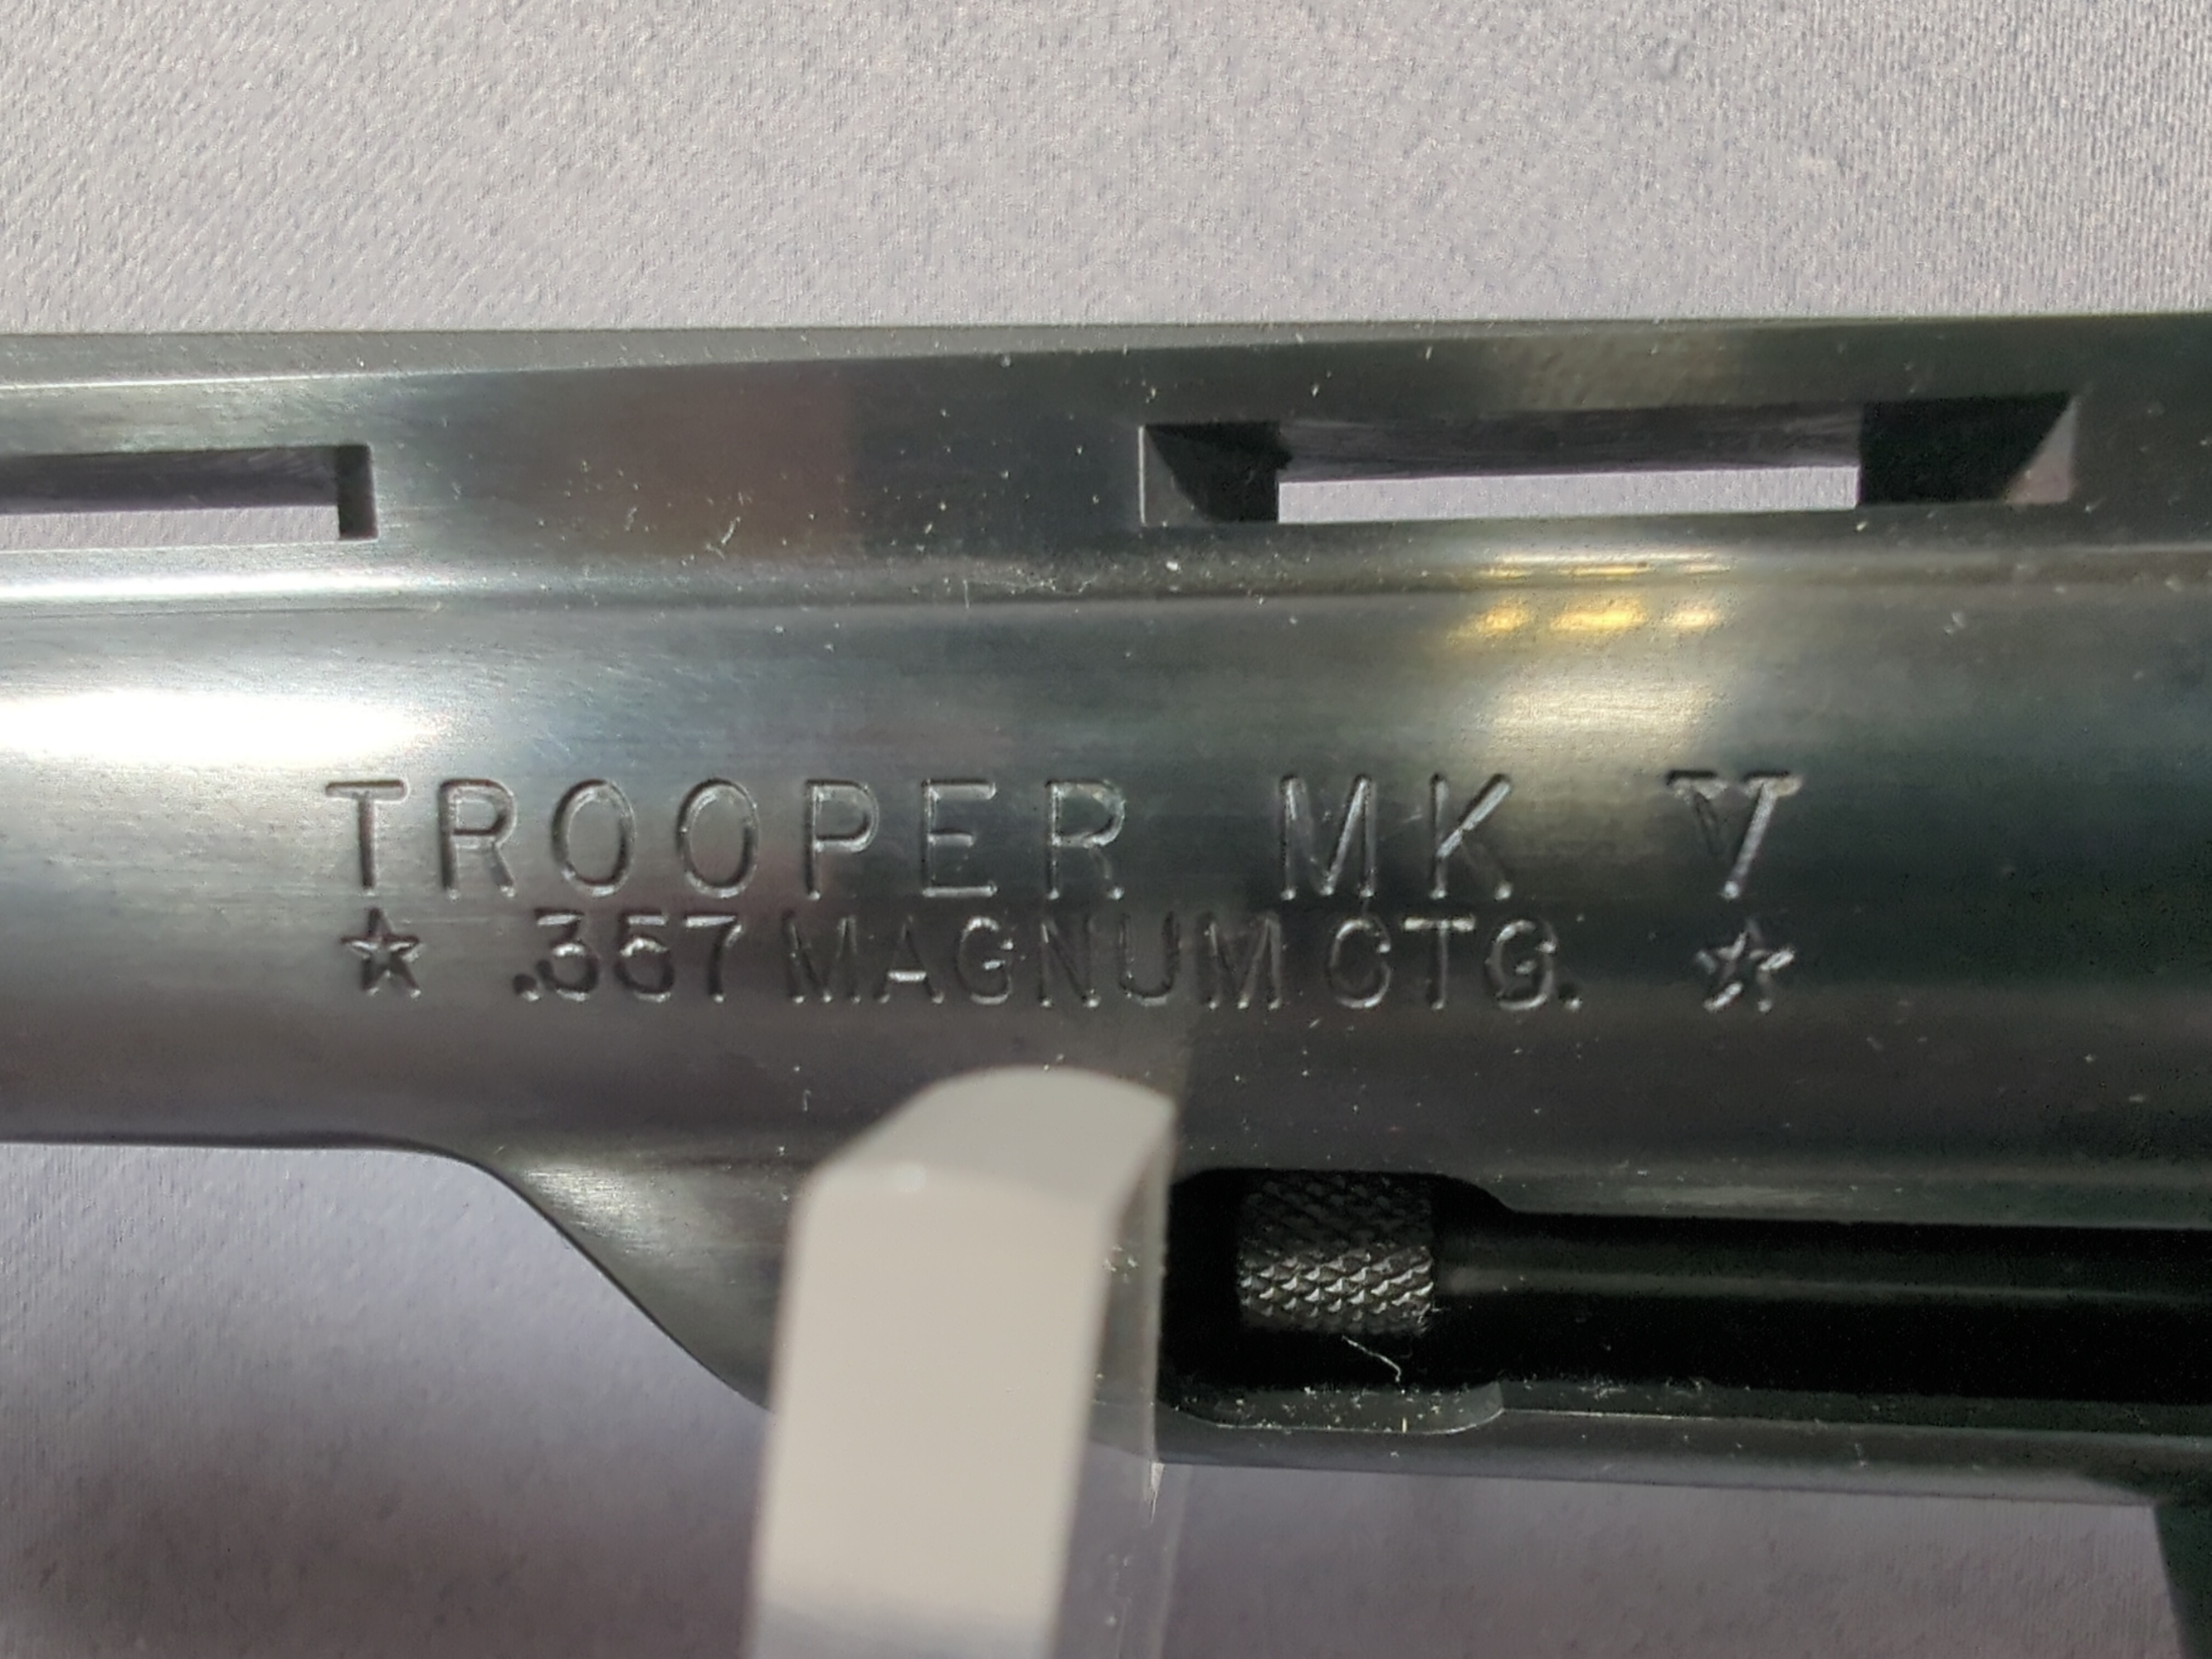 TROOPER MK V
★ .357 MAGNUM CTG. ★